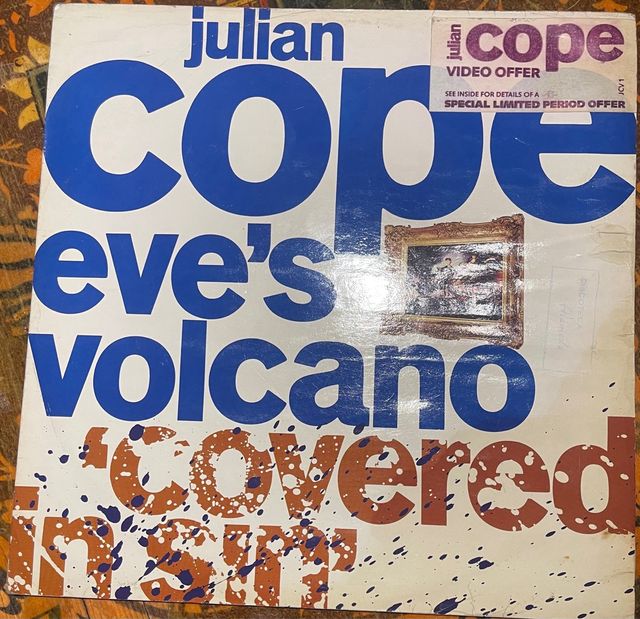 julian
cope
eve's
volcano
'covered
in sin'
julian
cope
VIDEO OFFER
SEE INSIDE FOR DETAILS OF A
SPECIAL LIMITED PERIOD OFFER
JCV1